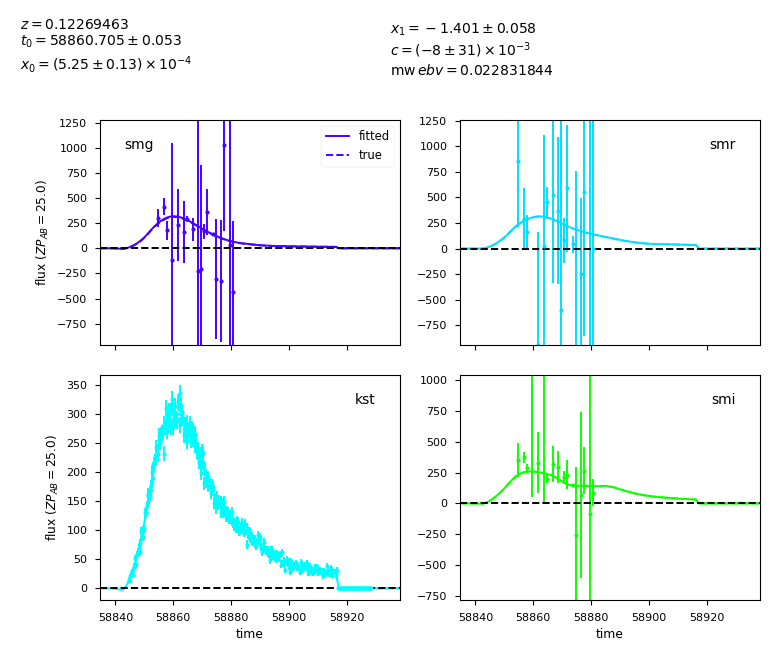 z = 0.12269463
t₀ = 58860.705 ± 0.053
x₀ = (5.25 ± 0.13) × 10⁻⁴
x₁ = −1.401 ± 0.058
c = (−8 ± 31) × 10⁻³
mw ebv = 0.022831844
smg
fitted
true
1250
1000
750
500
250
0
−250
−500
−750
flux (ZP_AB = 25.0)
smr
1250
1000
750
500
250
0
−250
−500
−750
kst
350
300
250
200
150
100
50
0
flux (ZP_AB = 25.0)
58840 58860 58880 58900 58920
time
smi
1000
750
500
250
0
−250
−500
−750
58840 58860 58880 58900 58920
time